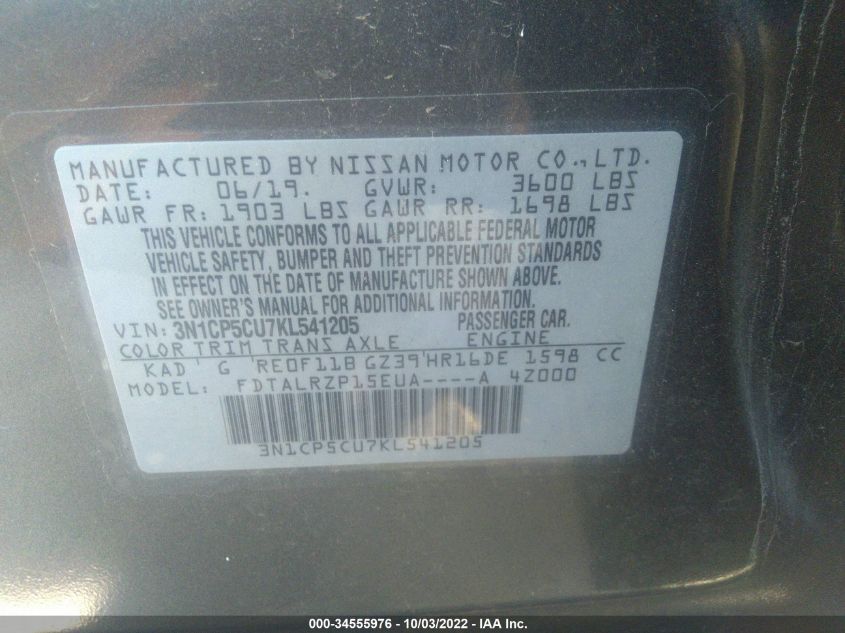 MANUFACTURED BY NISSAN MOTOR CO., LTD.
DATE: 06/19. GVWR: 3600 LBS
GAWR FR: 1903 LBS GAWR RR: 1698 LBS
THIS VEHICLE CONFORMS TO ALL APPLICABLE FEDERAL MOTOR
VEHICLE SAFETY, BUMPER AND THEFT PREVENTION STANDARDS
IN EFFECT ON THE DATE OF MANUFACTURE SHOWN ABOVE.
SEE OWNER'S MANUAL FOR ADDITIONAL INFORMATION.
VIN: 3N1CP5CU7KL541205 PASSENGER CAR.
COLOR TRIM TRANS AXLE ENGINE
KAD G RE0F11B GZ39 HR16DE 1598 CC
MODEL: FDTALRZP15EUA----A 4Z000
3N1CP5CU7KL541205
000-34555976 - 10/03/2022 - IAA Inc.